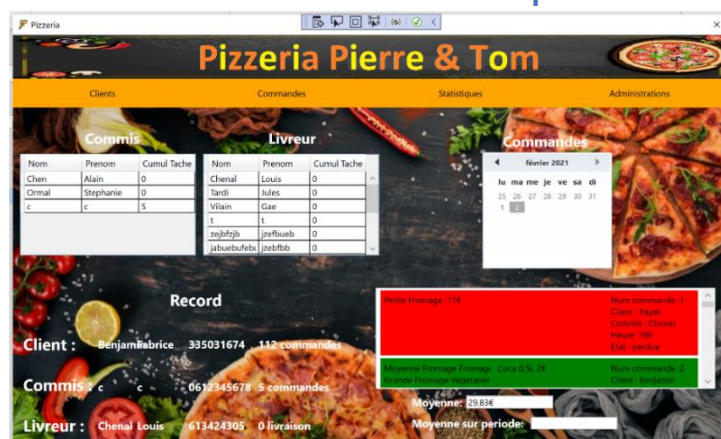 Pizzeria
Pizzeria Pierre & Tom
Clients Commandes Statistiques Administrations
Commis
Nom Prenom Cumul Tache
Chen Alain 0
Ormal Stephanie 0
c c 5
Livreur
Nom Prenom Cumul Tache
Chenal Louis 0
Tardi Jules 0
Vilain Gae 0
t t 0
zejbfzjb jzefbueb 0
jabuebufebu jzebfbb 0
Commandes
février 2021
lu ma me je ve sa di
25 26 27 28 29 30 31
1 2
Record
Client : Benjamin Fabrice 335031674 112 commandes
Commis : c c 0612345678 5 commandes
Livreur : Chenal Louis 613424305 0 livraison
Petite Fromage 11€
Num commande :1
Client : Payet
Commis : Chenal
Heure :19h
Etat : perdue
Moyenne Fromage Fromage Coca 0,5L 2€
Grande Fromage Vegetarien
Num commande :2
Client : Benjamin
Moyenne: 29,83€
Moyenne sur periode: